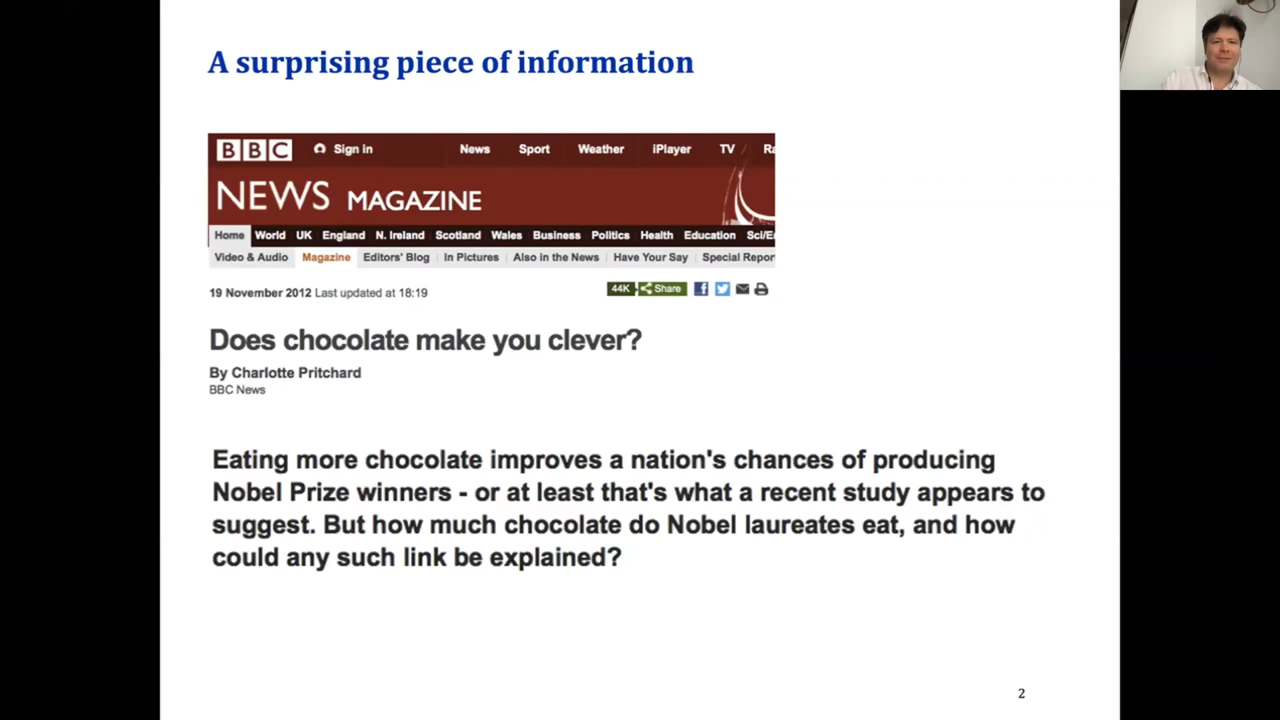 A surprising piece of information
BBC Sign in News Sport Weather iPlayer TV Ra
NEWS MAGAZINE
Home World UK England N. Ireland Scotland Wales Business Politics Health Education Sci/E
Video & Audio Magazine Editors' Blog In Pictures Also in the News Have Your Say Special Repor
19 November 2012 Last updated at 18:19 44K Share
Does chocolate make you clever?
By Charlotte Pritchard
BBC News
Eating more chocolate improves a nation's chances of producing
Nobel Prize winners - or at least that's what a recent study appears to
suggest. But how much chocolate do Nobel laureates eat, and how
could any such link be explained?
2